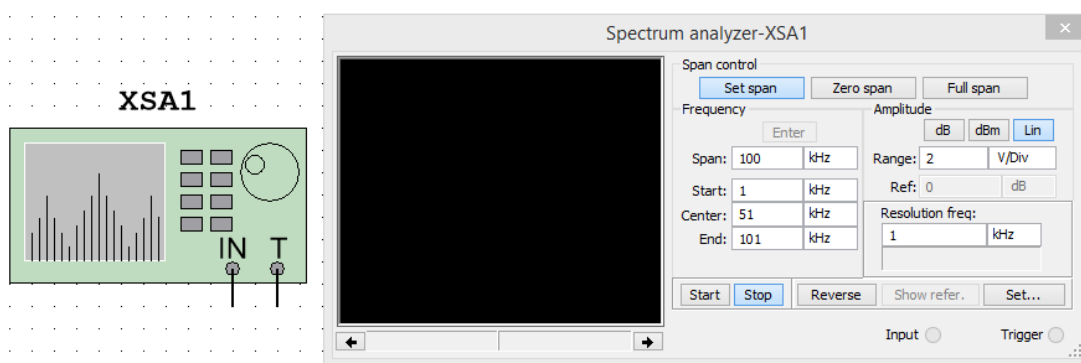 XSA1
IN T
Spectrum analyzer-XSA1
Span control
Set span Zero span Full span
Frequency
Enter
Span: 100 kHz
Start: 1 kHz
Center: 51 kHz
End: 101 kHz
Amplitude
dB dBm Lin
Range: 2 V/Div
Ref: 0 dB
Resolution freq:
1 kHz
Start Stop Reverse Show refer. Set...
Input Trigger